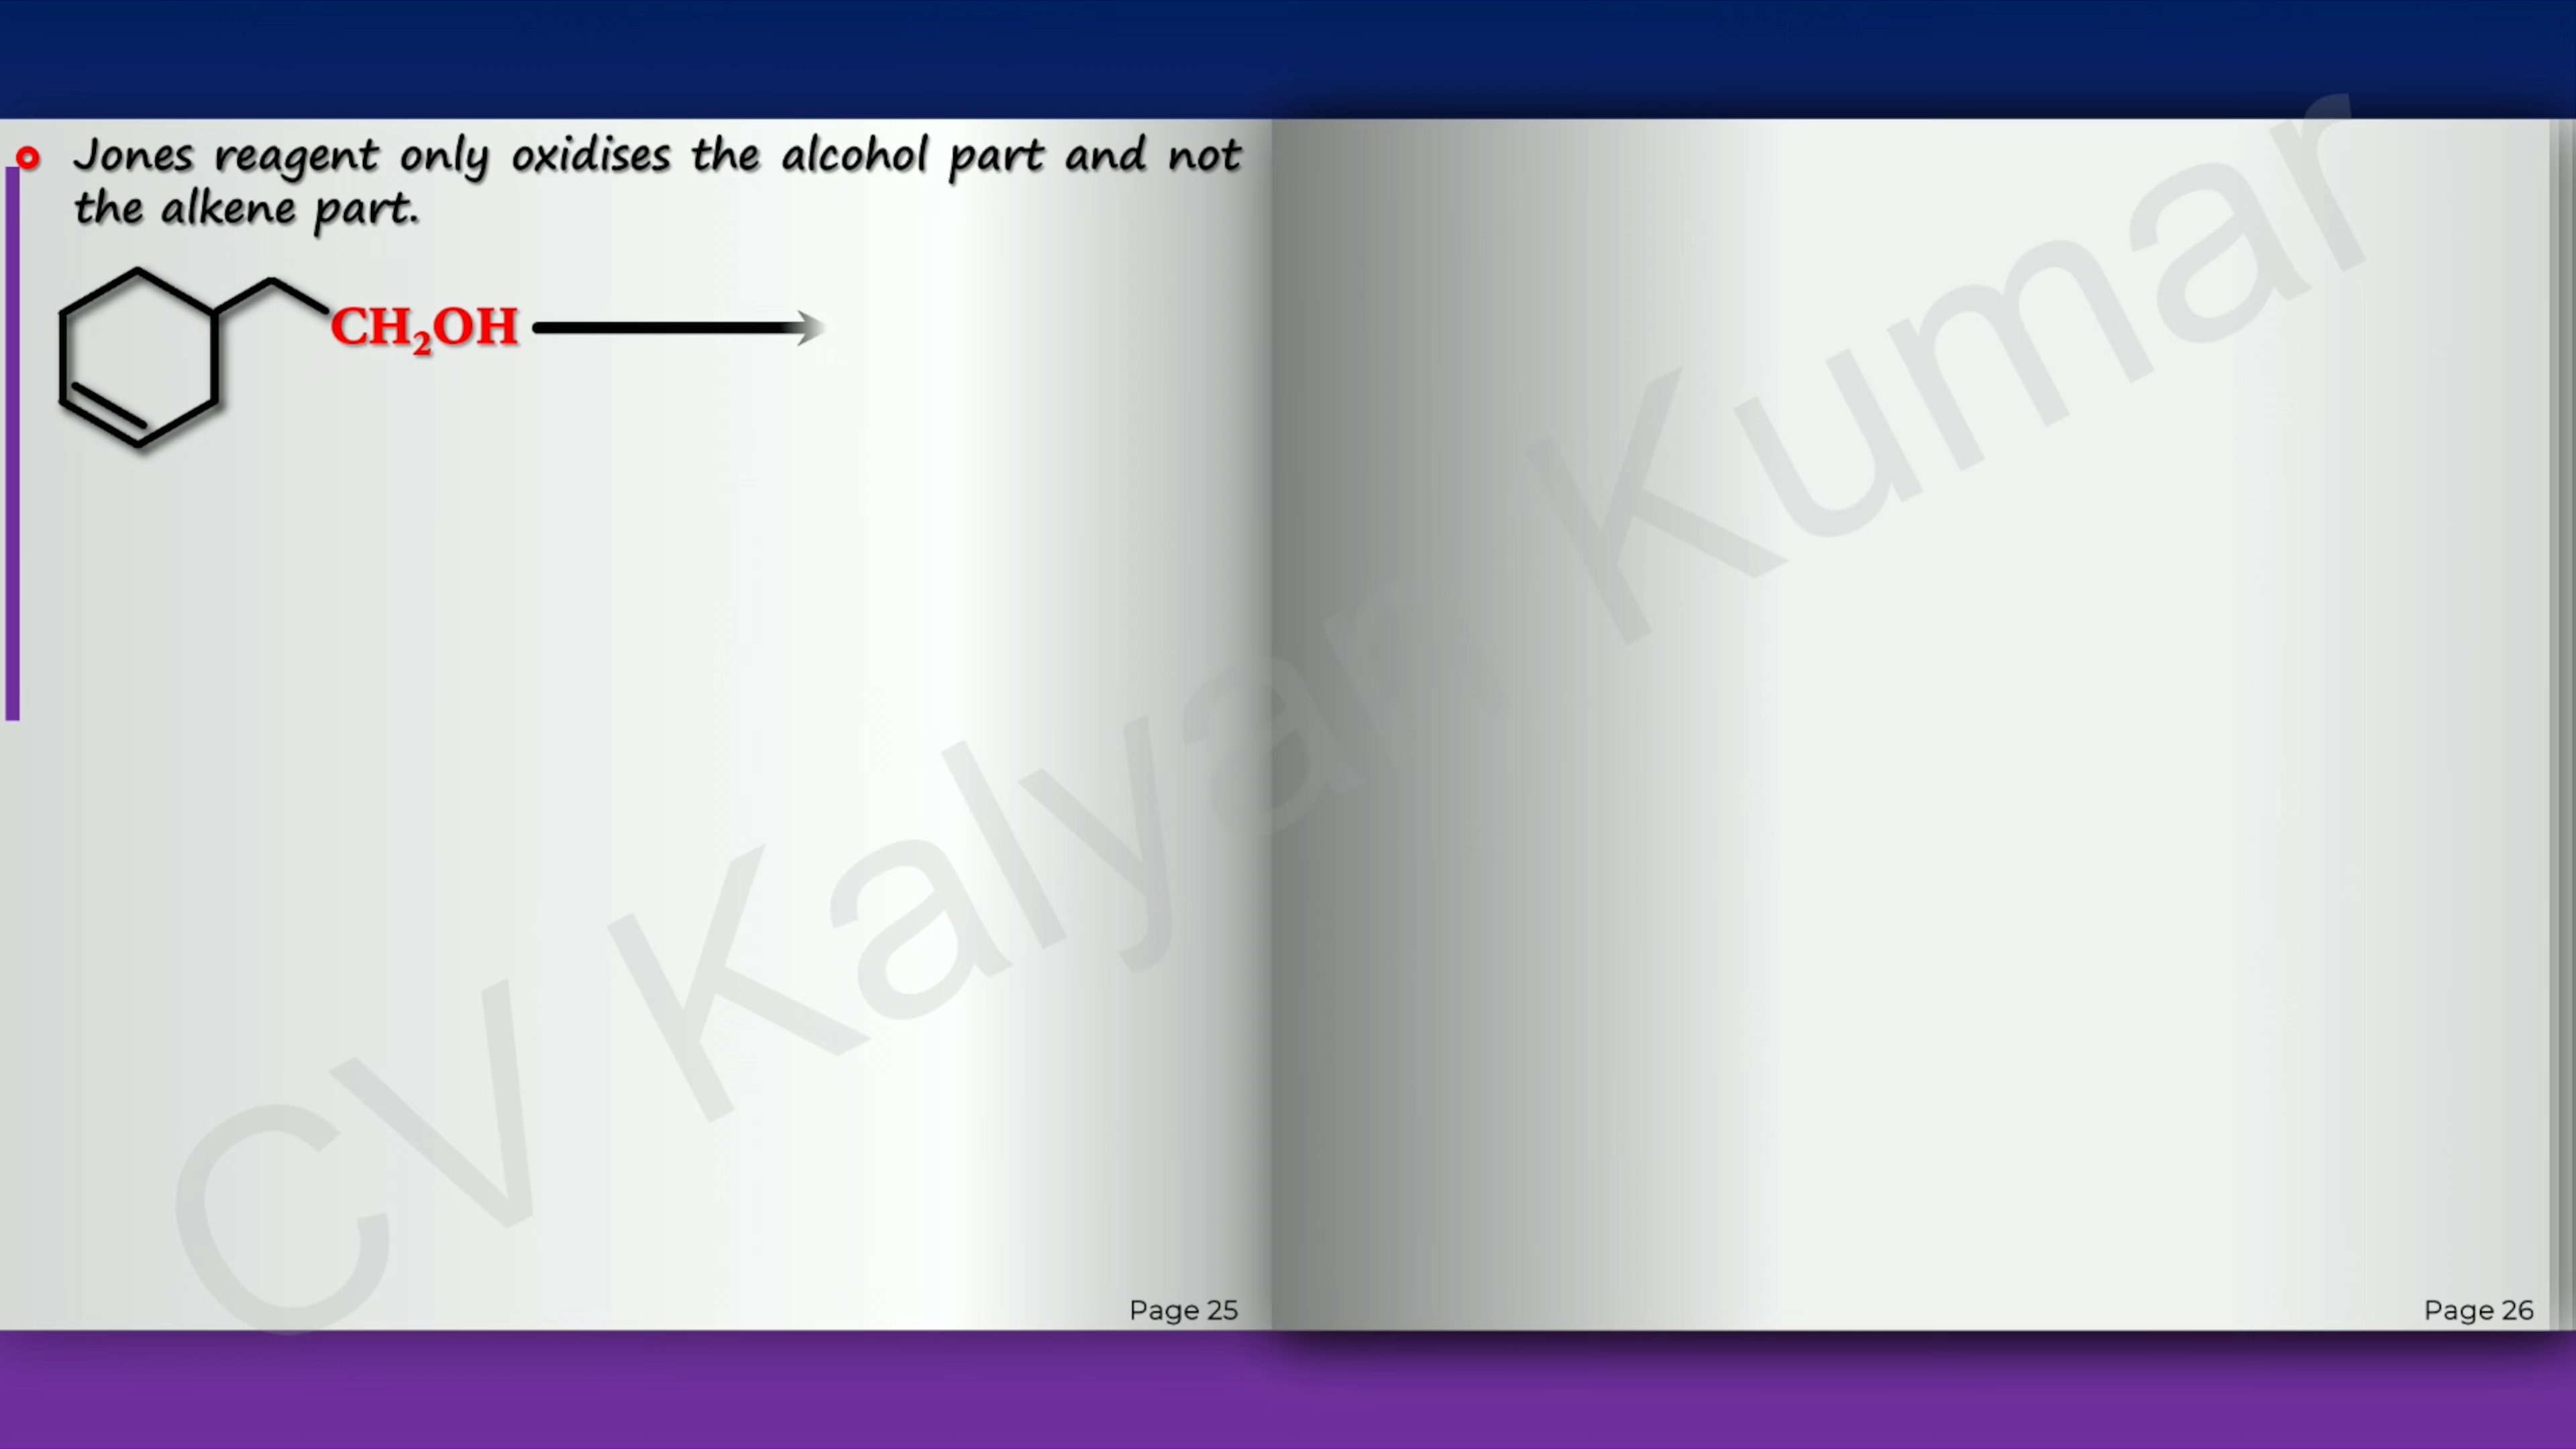 Jones reagent only oxidises the alcohol part and not
the alkene part.
CH₂OH
CV Kalyan Kumar
Page 25
Page 26